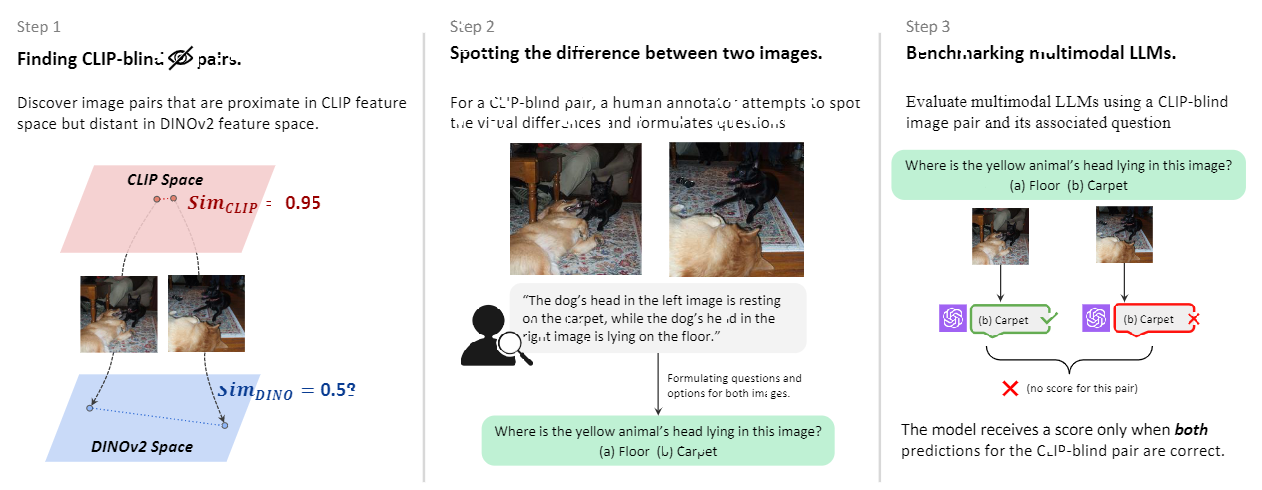 Step 1
Finding CLIP-blind pairs.
Discover image pairs that are proximate in CLIP feature
space but distant in DINOv2 feature space.
CLIP Space
Sim_CLIP = 0.95
Sim_DINO =
DINOv2 Space
Step 2
Spotting the difference between two images.
For a CLIP-blind pair, a human annotator attempts to spot
the visual differences and formulates questions
“The dog’s head in the left image is resting
on the carpet, while the dog’s head in the
right image is lying on the floor.”
Formulating questions and
options for both images.
Where is the yellow animal’s head lying in this image?
(a) Floor (b) Carpet
Step 3
Benchmarking multimodal LLMs.
Evaluate multimodal LLMs using a CLIP-blind
image pair and its associated question
Where is the yellow animal’s head lying in this image?
(a) Floor (b) Carpet
(b) Carpet
(b) Carpet
(no score for this pair)
The model receives a score only when both
predictions for the CLIP-blind pair are correct.